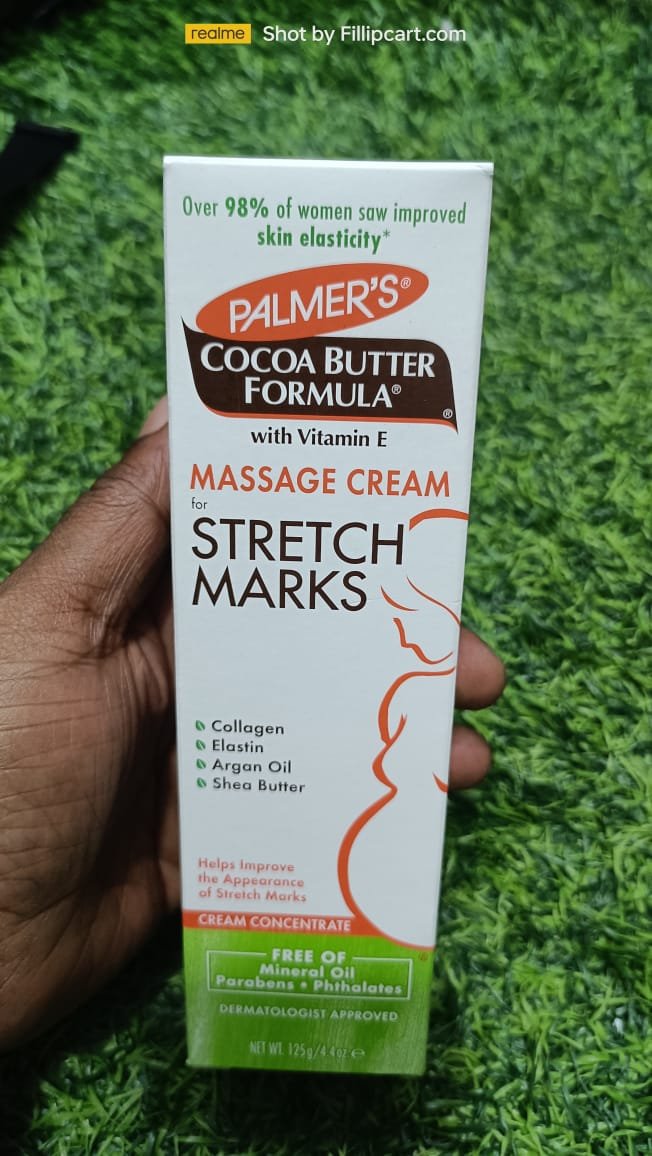 realme Shot by Fillipcart.com
Over 98% of women saw improved
skin elasticity*
PALMER'S®
COCOA BUTTER
FORMULA®
®
with Vitamin E
MASSAGE CREAM
for
STRETCH
MARKS
Collagen
Elastin
Argan Oil
Shea Butter
Helps Improve
the Appearance
of Stretch Marks
CREAM CONCENTRATE
FREE OF
Mineral Oil
Parabens • Phthalates
DERMATOLOGIST APPROVED
NET WT. 125g/4.4oz ℮